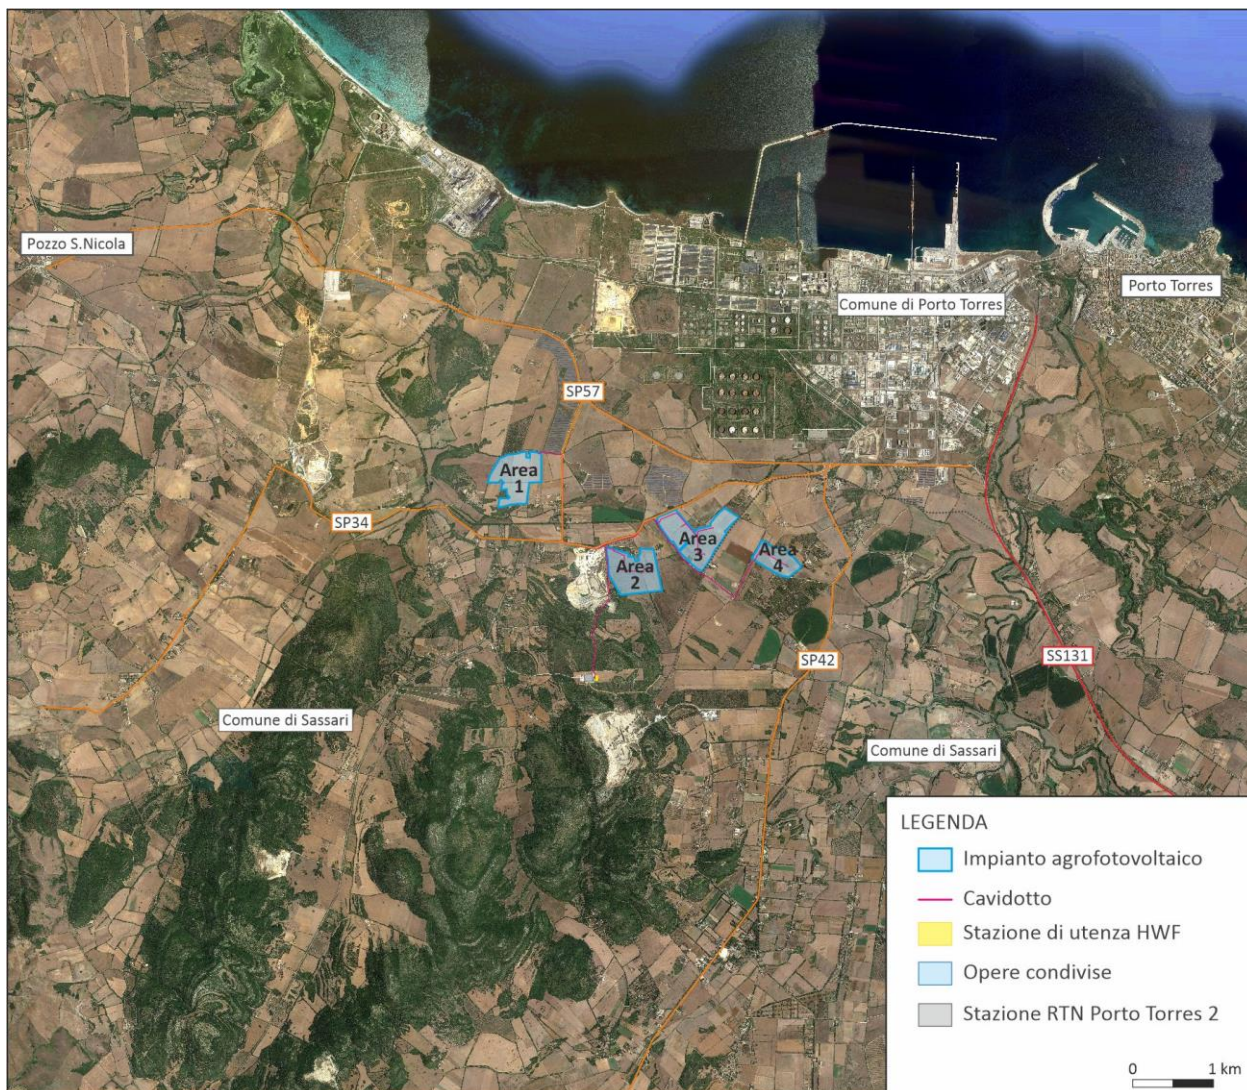 Pozzo S.Nicola
Porto Torres
Comune di Porto Torres
SP57
Area
1
SP34
Area
3
Area
4
Area
2
SP42
SS131
Comune di Sassari
Comune di Sassari
LEGENDA
Impianto agrofotovoltaico
Cavidotto
Stazione di utenza HWF
Opere condivise
Stazione RTN Porto Torres 2
0 1 km